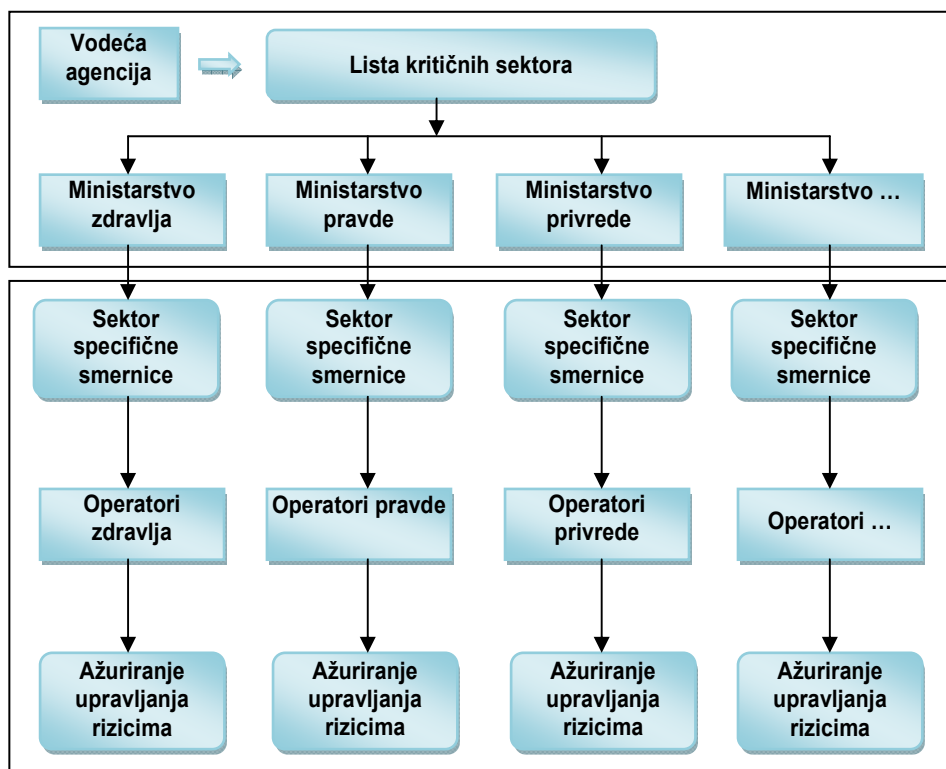 Vodeća
agencija
Lista kritičnih sektora
Ministarstvo
zdravlja
Ministarstvo
pravde
Ministarstvo
privrede
Ministarstvo …
Sektor
specifične
smernice
Sektor
specifične
smernice
Sektor
specifične
smernice
Sektor
specifične
smernice
Operatori
zdravlja
Operatori pravde
Operatori
privrede
Operatori …
Ažuriranje
upravljanja
rizicima
Ažuriranje
upravljanja
rizicima
Ažuriranje
upravljanja
rizicima
Ažuriranje
upravljanja
rizicima